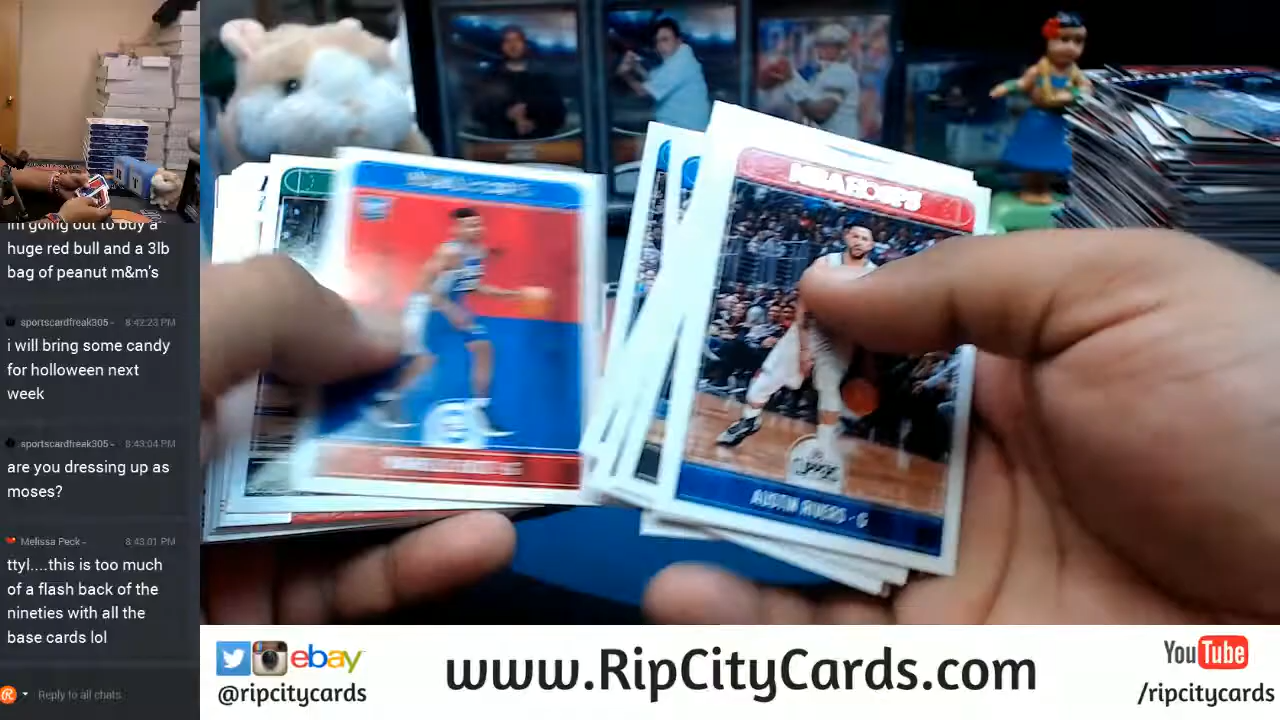 im going out to buy a
huge red bull and a 3lb
bag of peanut m&m's
sportscardfreak305 - 8:42:23 PM
i will bring some candy
for holloween next
week
sportscardfreak305 - 8:43:04 PM
are you dressing up as
moses?
Melissa Peck - 8:43:01 PM
ttyl....this is too much
of a flash back of the
nineties with all the
base cards lol
Reply to all chats
NBA HOOPS
CLIPPERS
AUSTIN RIVERS · G
ebay
@ripcitycards
www.RipCityCards.com
YouTube
/ripcitycards